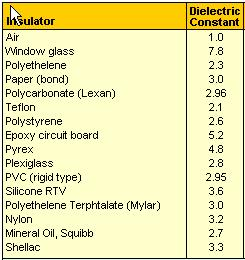 Insulator Dielectric Constant
Air 1.0
Window glass 7.8
Polyethelene 2.3
Paper (bond) 3.0
Polycarbonate (Lexan) 2.96
Teflon 2.1
Polystyrene 2.6
Epoxy circuit board 5.2
Pyrex 4.8
Plexiglass 2.8
PVC (rigid type) 2.95
Silicone RTV 3.6
Polyethelene Terphtalate (Mylar) 3.0
Nylon 3.2
Mineral Oil, Squibb 2.7
Shellac 3.3